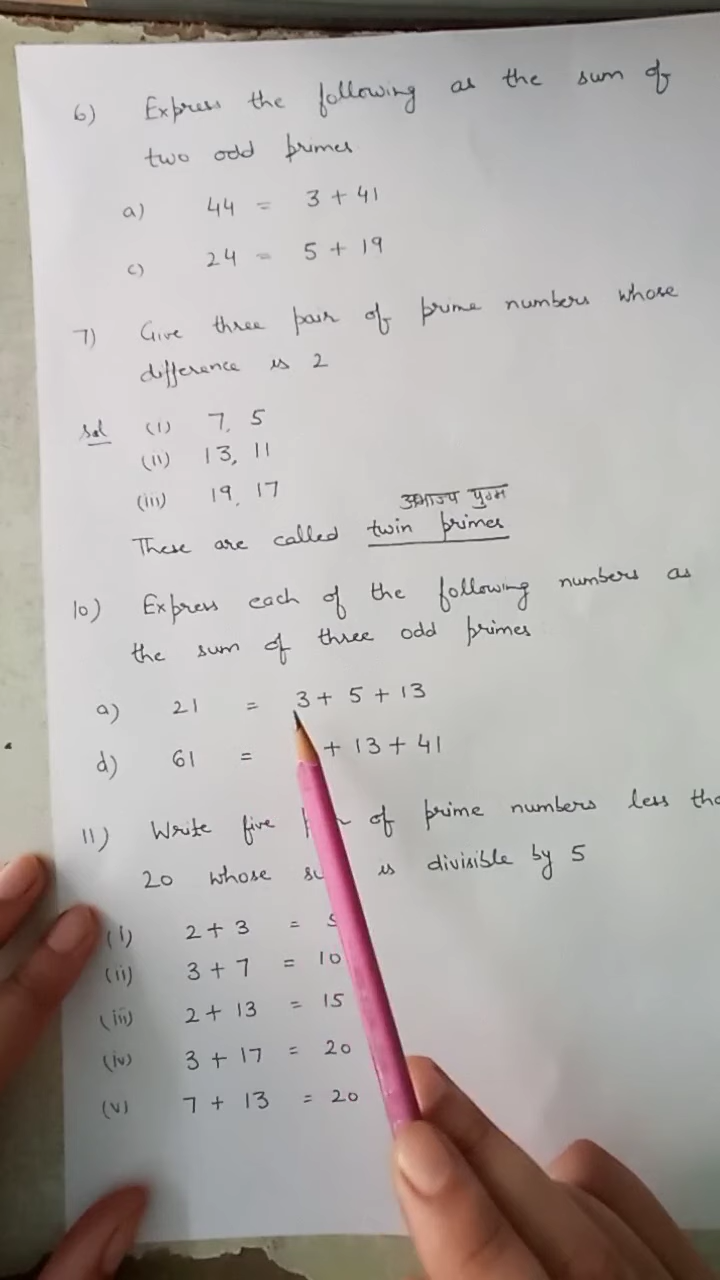 6) Express the following as the sum of
two odd primes
a) 44 = 3 + 41
c) 24 = 5 + 19
7) Give three pair of prime numbers whose
difference is 2
Sol (i) 7, 5
(ii) 13, 11
(iii) 19, 17
अभाज्य युग्म
These are called twin primes
10) Express each of the following numbers as
the sum of three odd primes
a) 21 = 3 + 5 + 13
d) 61 = + 13 + 41
11) Write five of prime numbers less
20 whose is divisible by 5
(i) 2 + 3 = 5
(ii) 3 + 7 = 10
(iii) 2 + 13 = 15
(iv) 3 + 17 = 20
(v) 7 + 13 = 20